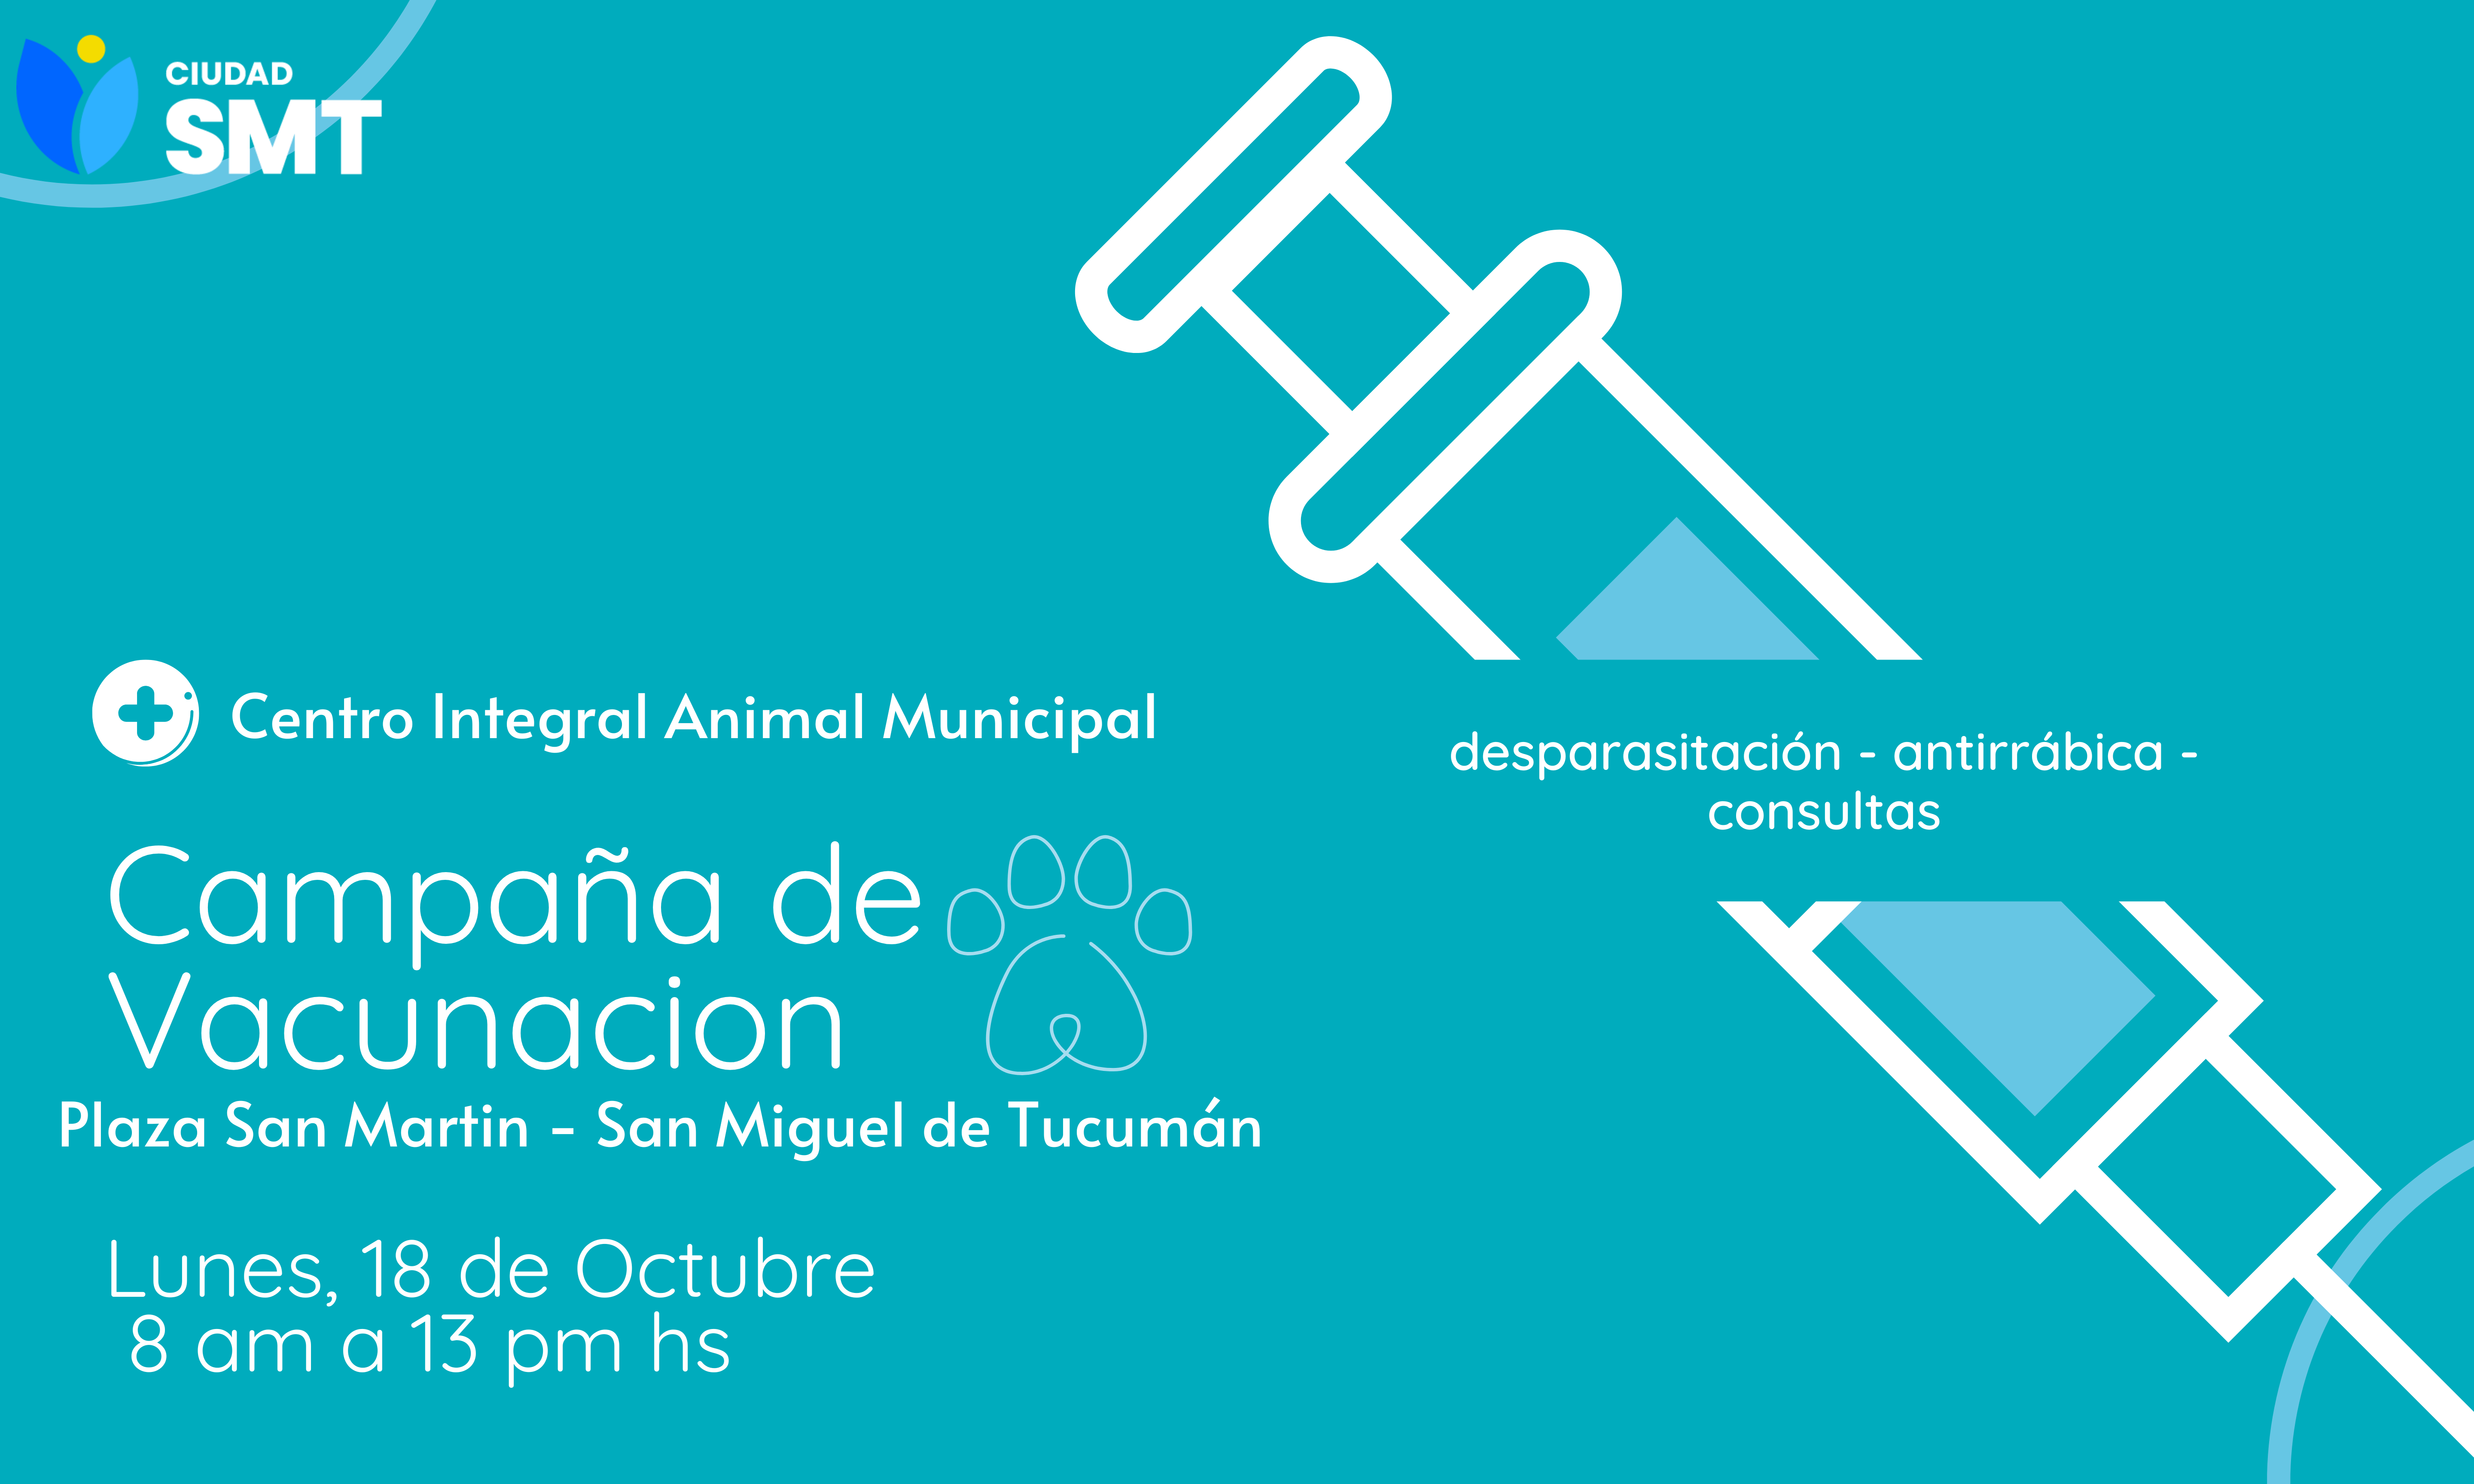 CIUDAD
SMT
Centro Integral Animal Municipal
desparasitación - antirrábica -
consultas
Campaña de
Vacunacion
Plaza San Martin - San Miguel de Tucumán
Lunes, 18 de Octubre
8 am a 13 pm hs